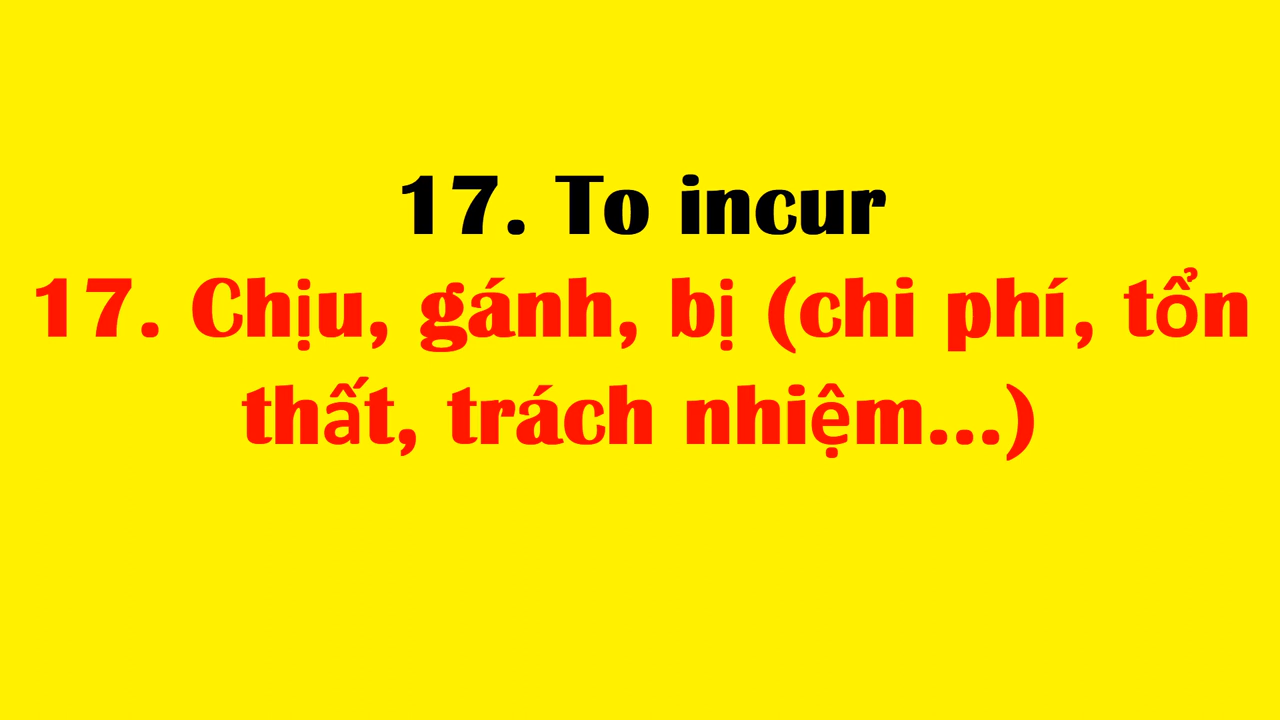 17. To incur
17. Chịu, gánh, bị (chi phí, tổn
thất, trách nhiệm...)